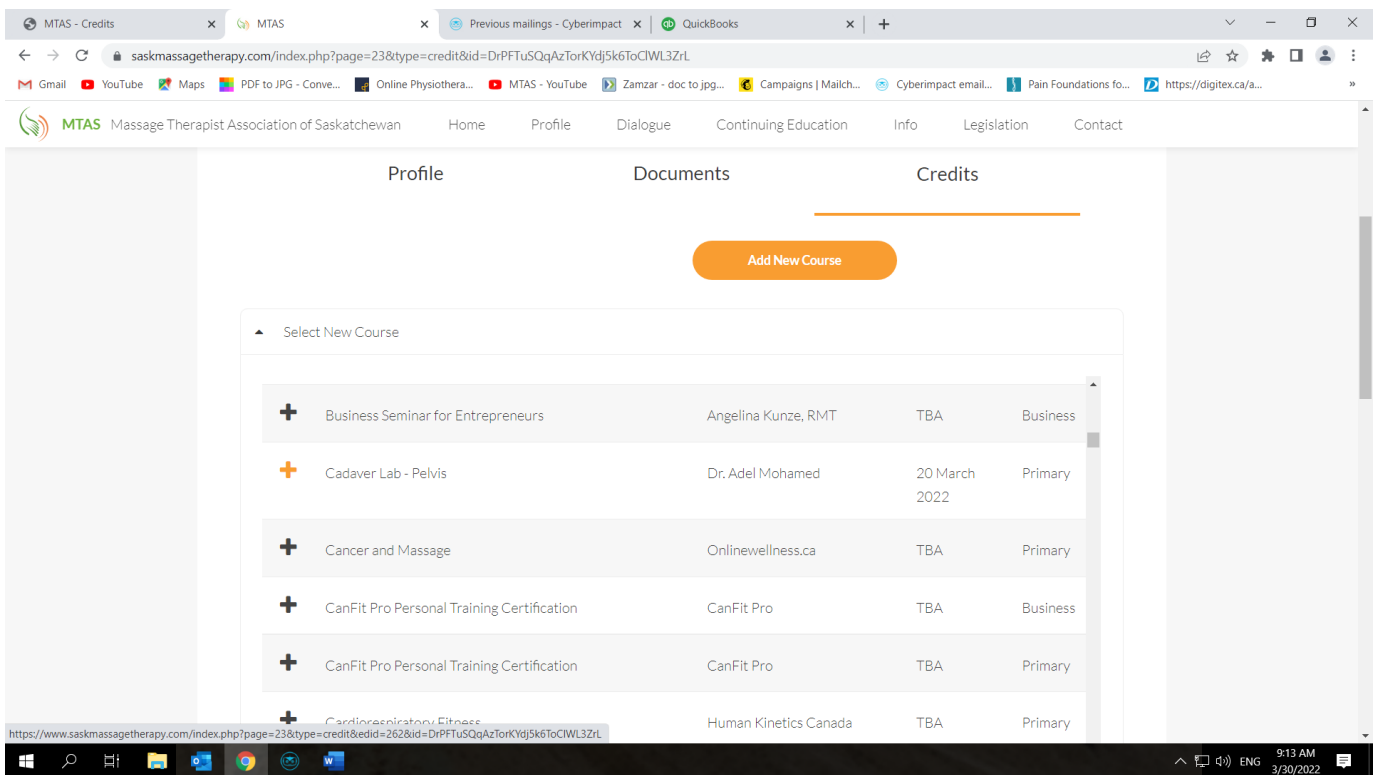 MTAS - Credits
MTAS
Previous mailings - Cyberimpact
QuickBooks
saskmassagetherapy.com/index.php?page=23&type=credit&id=DrPFTuSQqAzTorKYdj5k6ToClWL3ZrL
Gmail YouTube Maps PDF to JPG - Conve... Online Physiothera... MTAS - YouTube Zamzar - doc to jpg... Campaigns | Mailch... Cyberimpact email... Pain Foundations fo... https://digitex.ca/a... »
MTAS Massage Therapist Association of Saskatchewan Home Profile Dialogue Continuing Education Info Legislation Contact
Profile Documents Credits
Add New Course
Select New Course
Business Seminar for Entrepreneurs Angelina Kunze, RMT TBA Business
Cadaver Lab - Pelvis Dr. Adel Mohamed 20 March Primary
2022
Cancer and Massage Onlinewellness.ca TBA Primary
CanFit Pro Personal Training Certification CanFit Pro TBA Business
CanFit Pro Personal Training Certification CanFit Pro TBA Primary
Cardiorespiratory Fitness Human Kinetics Canada TBA Primary
https://www.saskmassagetherapy.com/index.php?page=23&type=credit&edid=262&id=DrPFTuSQqAzTorKYdj5k6ToClWL3ZrL
ENG 9:13 AM
3/30/2022